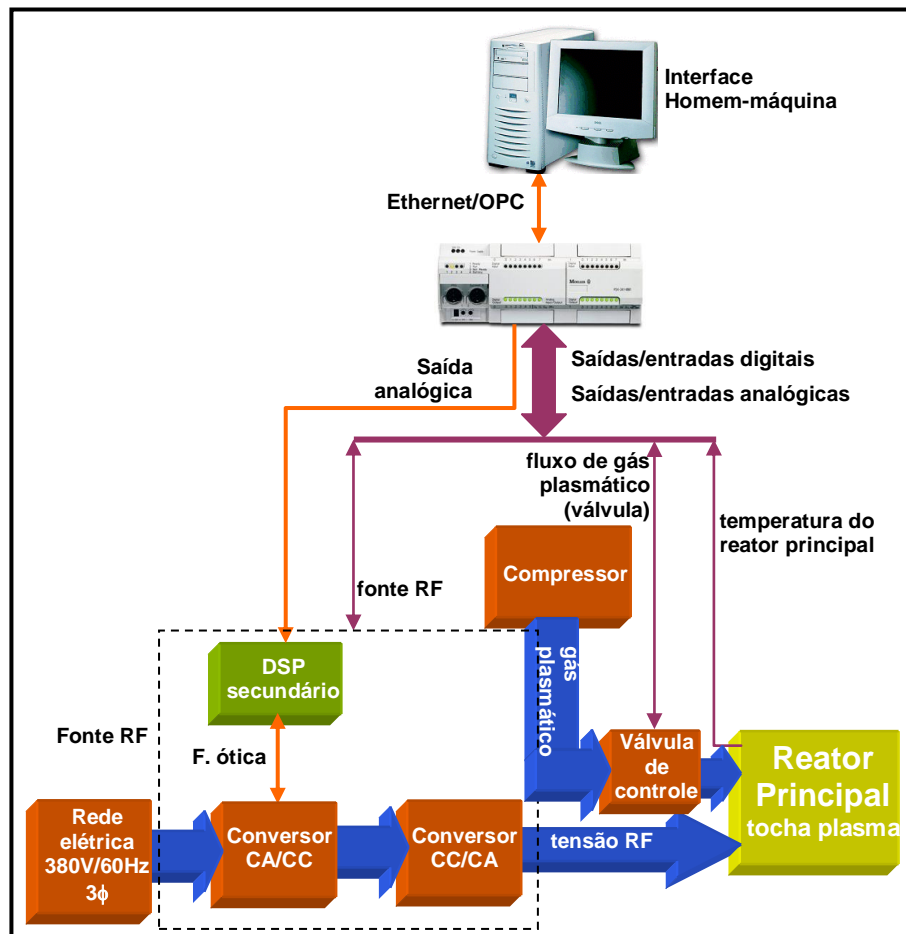 Interface
Homem-máquina
Ethernet/OPC
Saída
analógica
Saídas/entradas digitais
Saídas/entradas analógicas
fluxo de gás
plasmático
(válvula)
temperatura do
reator principal
Compressor
fonte RF
gás
plasmático
DSP
secundário
Fonte RF
F. ótica
Válvula
de
controle
Reator
Principal
tocha plasma
Rede
elétrica
380V/60Hz
3ϕ
Conversor
CA/CC
Conversor
CC/CA
tensão RF